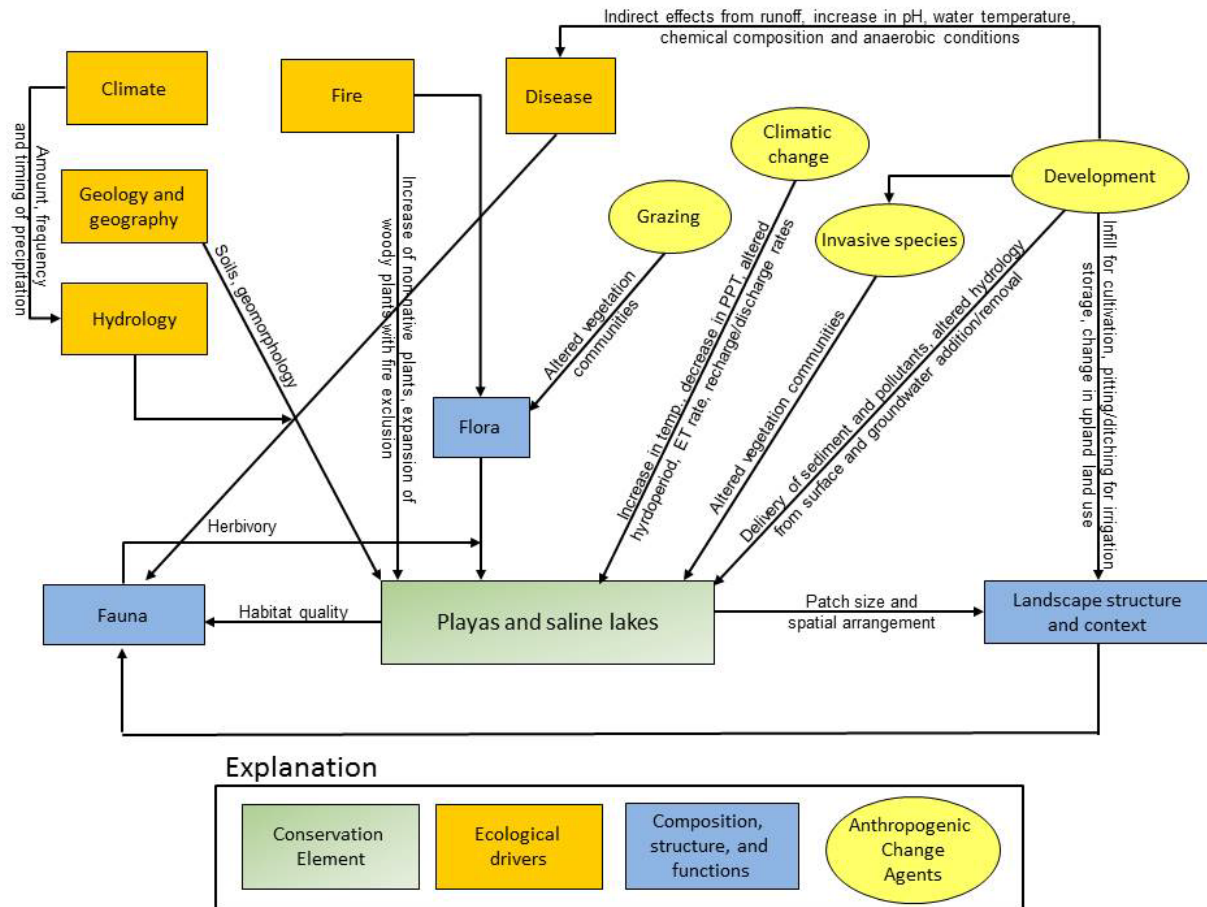 Indirect effects from runoff, increase in pH, water temperature,
chemical composition and anaerobic conditions
Climate
Fire
Disease
Climatic
change
Development
Amount, frequency
and timing of precipitation
Geology and
geography
Grazing
Invasive species
Hydrology
Soils, geomorphology
Increase of non-native plants, expansion of
woody plants with fire exclusion
Altered vegetation
communities
Increase in temp., decrease in PPT, altered
hyrdoperiod, ET rate, recharge/discharge rates
Altered vegetation communities
Delivery of sediment and pollutants, altered hydrology
from surface and groundwater addition/removal
Infill for cultivation, pitting/ditching for irrigation
storage, change in upland land use
Flora
Herbivory
Fauna
Habitat quality
Playas and saline lakes
Patch size and
spatial arrangement
Landscape structure
and context
Explanation
Conservation
Element
Ecological
drivers
Composition,
structure, and
functions
Anthropogenic
Change
Agents